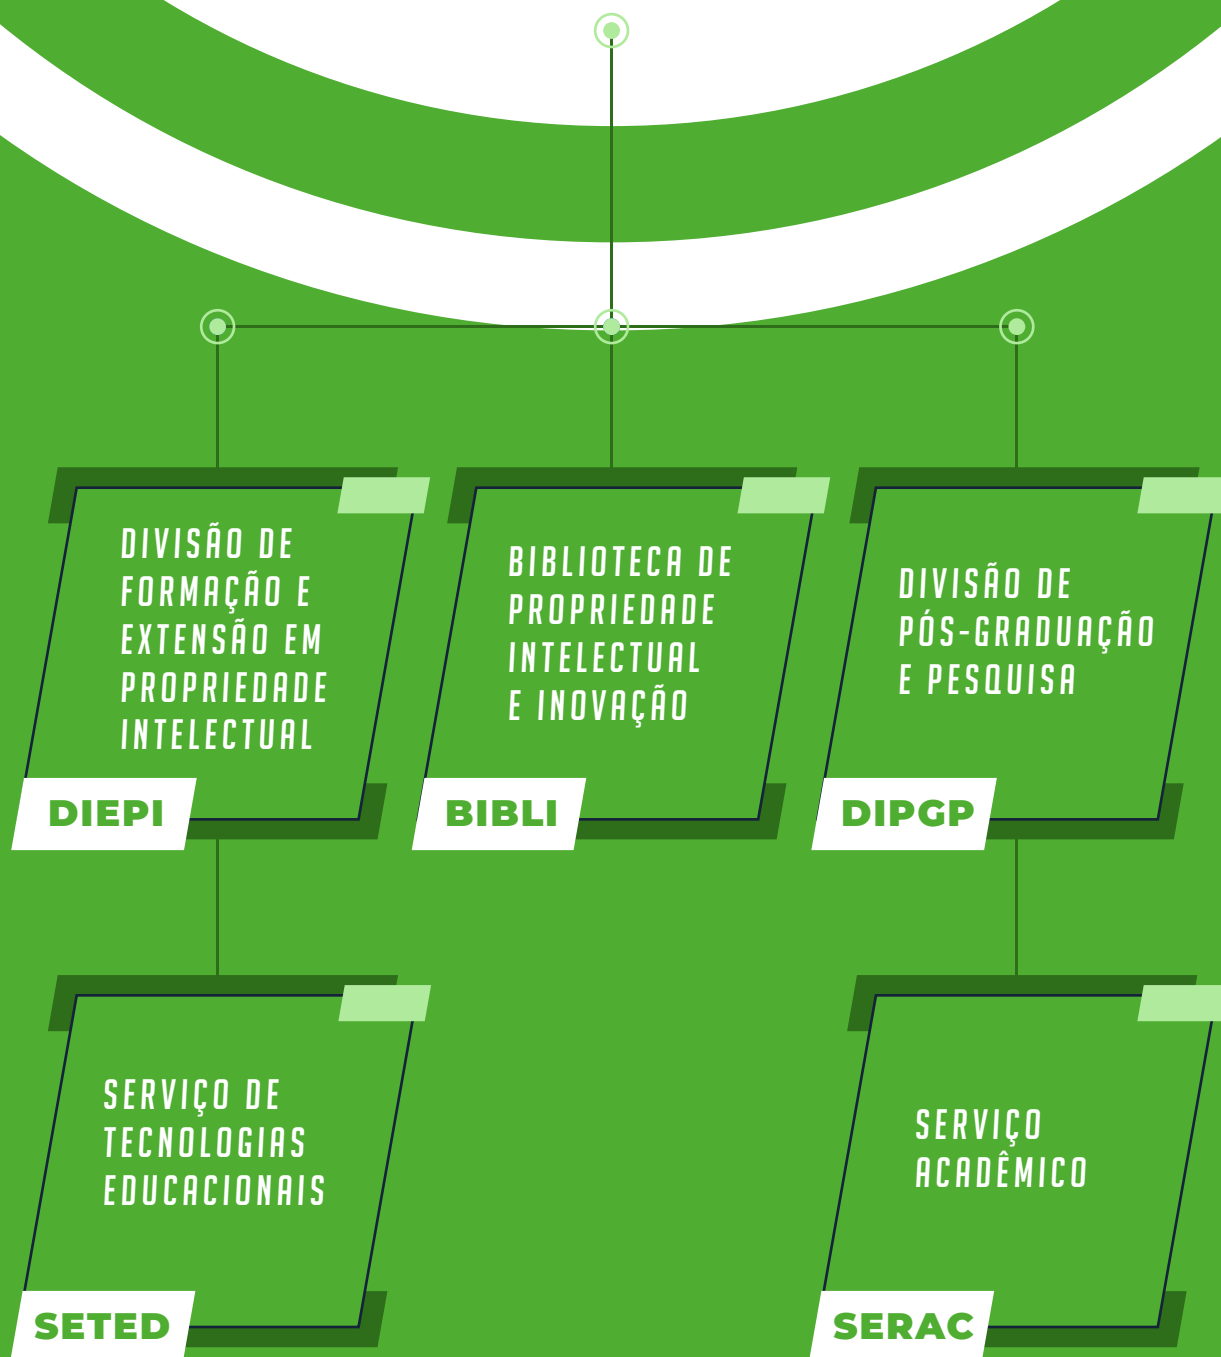 DIVISÃO DE
FORMAÇÃO E
EXTENSÃO EM
PROPRIEDADE
INTELECTUAL
DIEPI
BIBLIOTECA DE
PROPRIEDADE
INTELECTUAL
E INOVAÇÃO
BIBLI
DIVISÃO DE
PÓS-GRADUAÇÃO
E PESQUISA
DIPGP
SERVIÇO DE
TECNOLOGIAS
EDUCACIONAIS
SETED
SERVIÇO
ACADÊMICO
SERAC